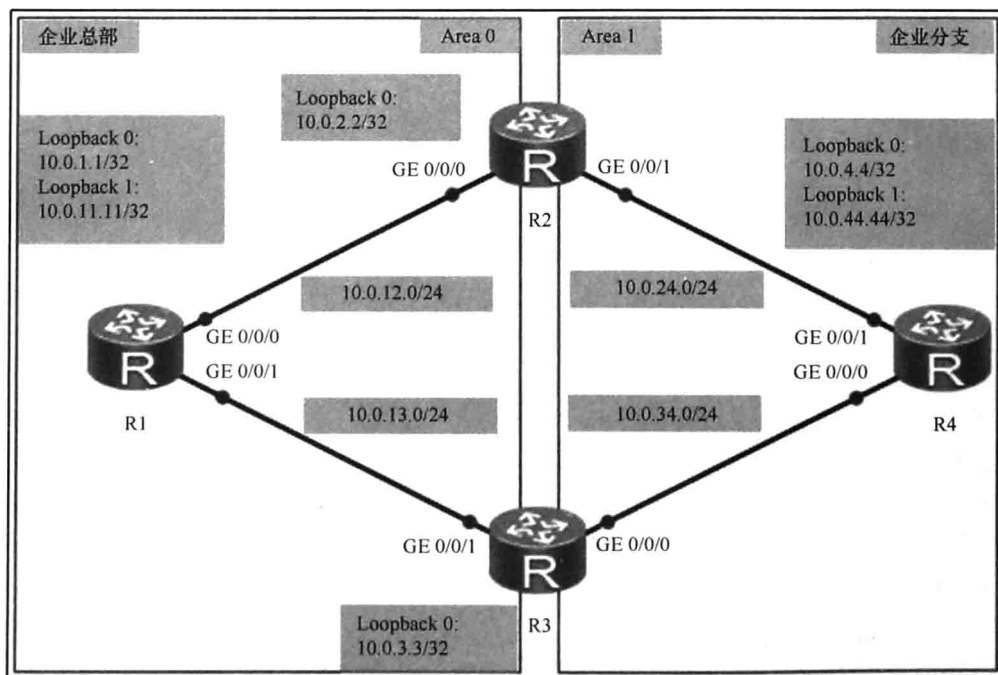 企业总部
Area 0
Area 1
企业分支
Loopback 0:
10.0.2.2/32
Loopback 0:
10.0.1.1/32
Loopback 1:
10.0.11.11/32
Loopback 0:
10.0.4.4/32
Loopback 1:
10.0.44.44/32
GE 0/0/0
R
GE 0/0/1
R2
10.0.12.0/24
10.0.24.0/24
R
GE 0/0/0
GE 0/0/1
R1
GE 0/0/1
GE 0/0/0
R
R4
10.0.13.0/24
10.0.34.0/24
GE 0/0/1
R
GE 0/0/0
R3
Loopback 0:
10.0.3.3/32